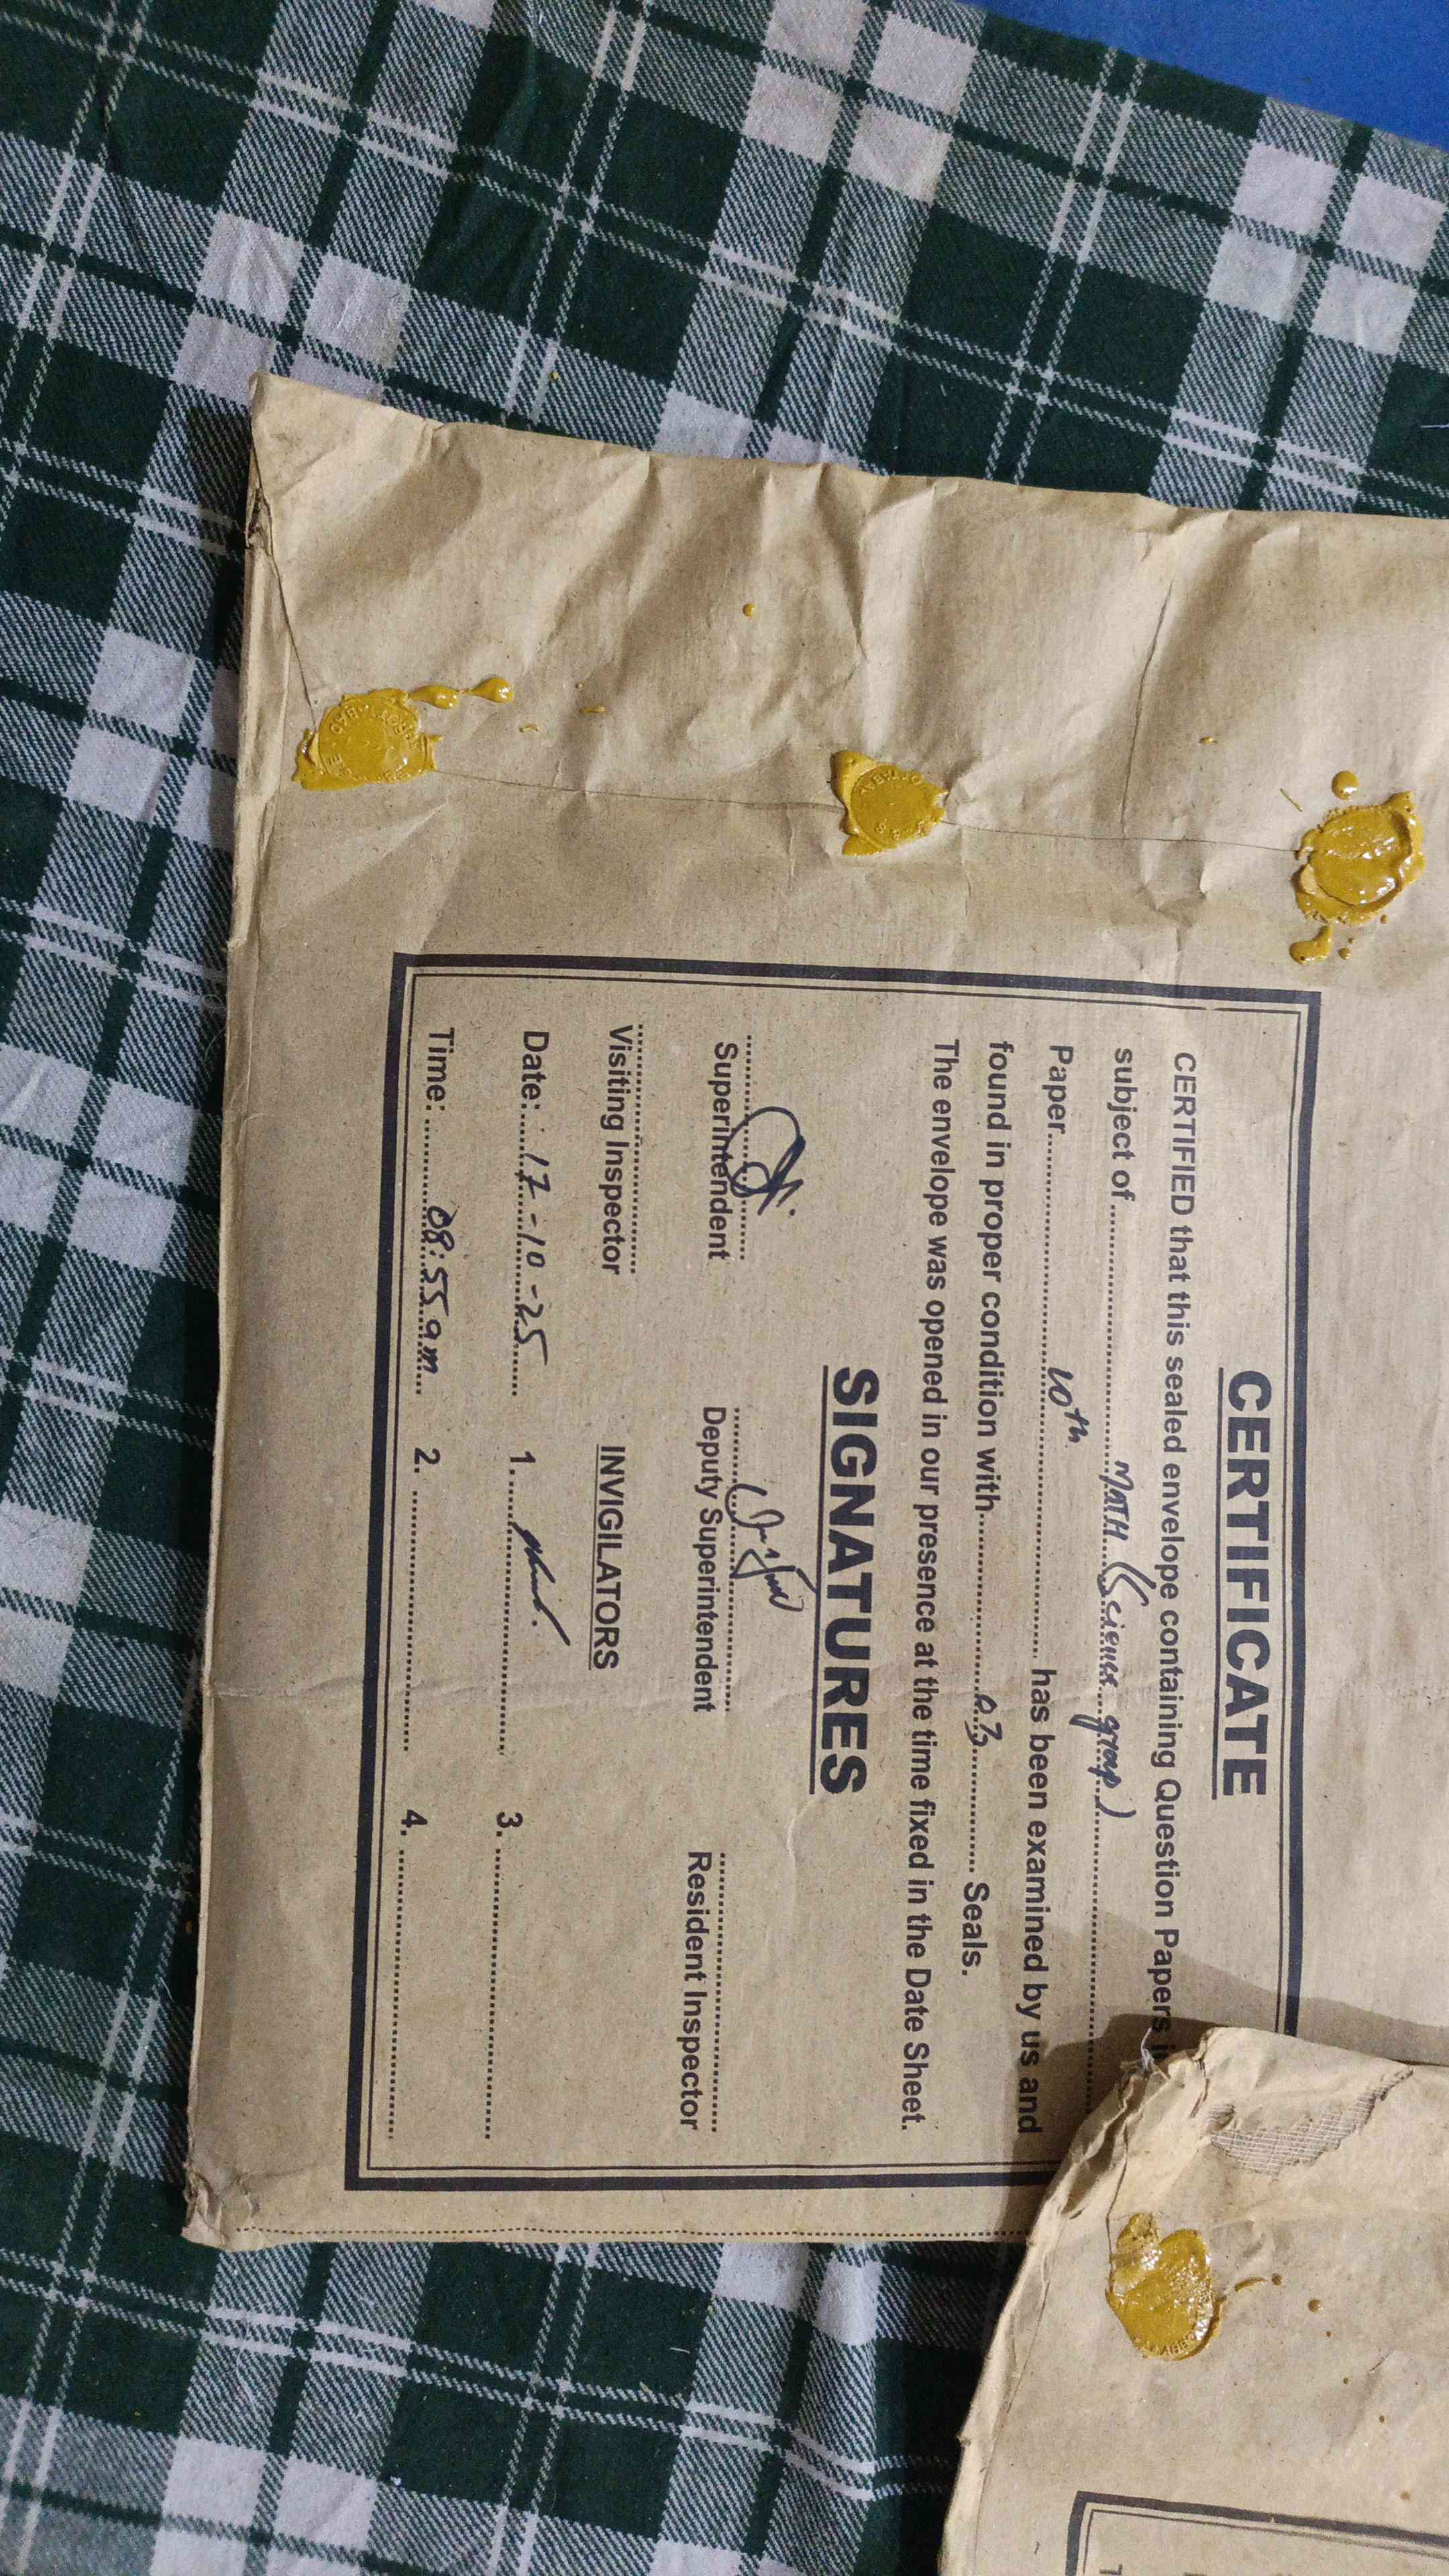 CERTIFICATE
CERTIFIED that this sealed envelope containing Question Papers
subject of MATH (Science group)
Paper 10th has been examined by us and
found in proper condition with 03 Seals.
The envelope was opened in our presence at the time fixed in the Date Sheet.
SIGNATURES
Superintendent Deputy Superintendent Resident Inspector
Visiting Inspector INVIGILATORS
Date: 17-10-25 1. 3.
Time: 08:55 am 2. 4.